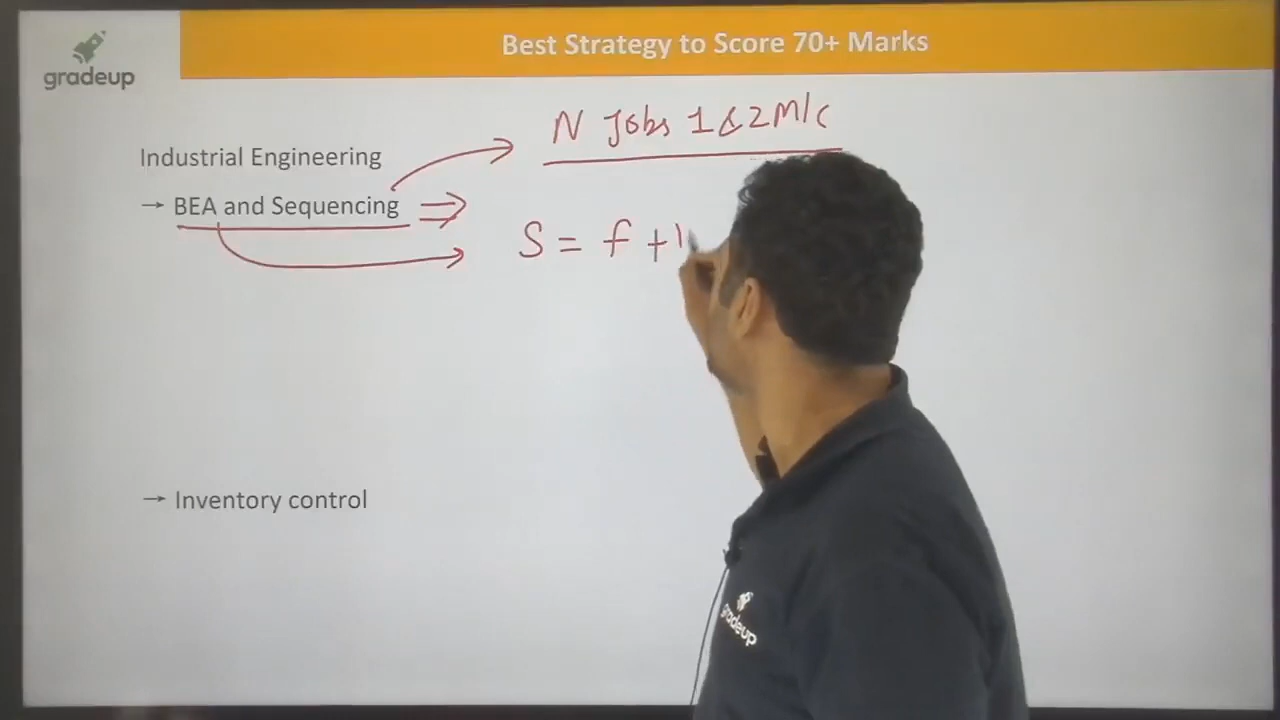 Best Strategy to Score 70+ Marks
gradeup
N Jobs 1 & 2 M/c
Industrial Engineering
→ BEA and Sequencing ⇒
S = f +
→ Inventory control
gradeup